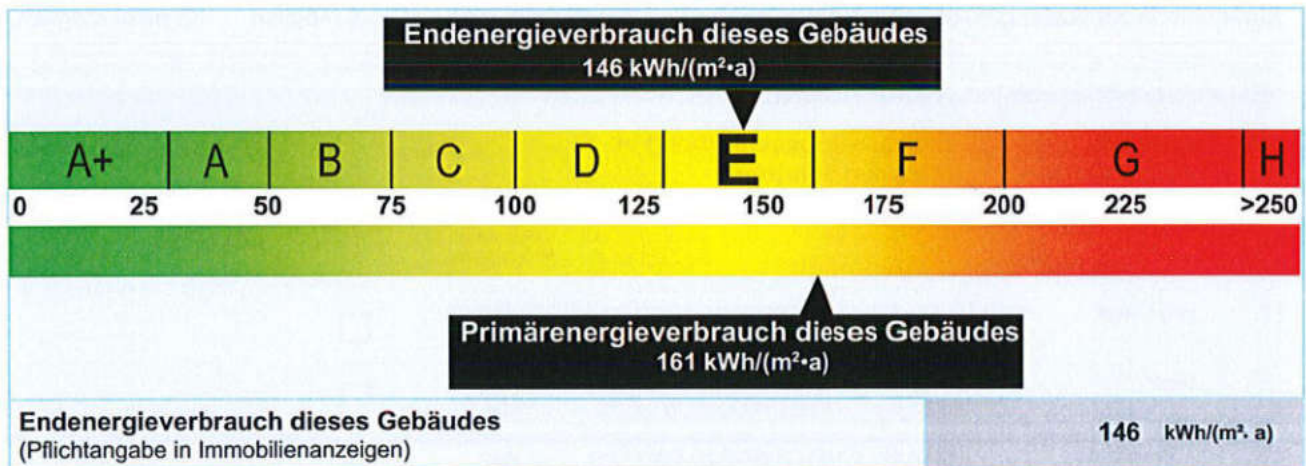 Endenergieverbrauch dieses Gebäudes
146 kWh/(m²•a)
A+ A B C D E F G H
0 25 50 75 100 125 150 175 200 225 >250
Primärenergieverbrauch dieses Gebäudes
161 kWh/(m²•a)
Endenergieverbrauch dieses Gebäudes
(Pflichtangabe in Immobilienanzeigen)
146 kWh/(m². a)